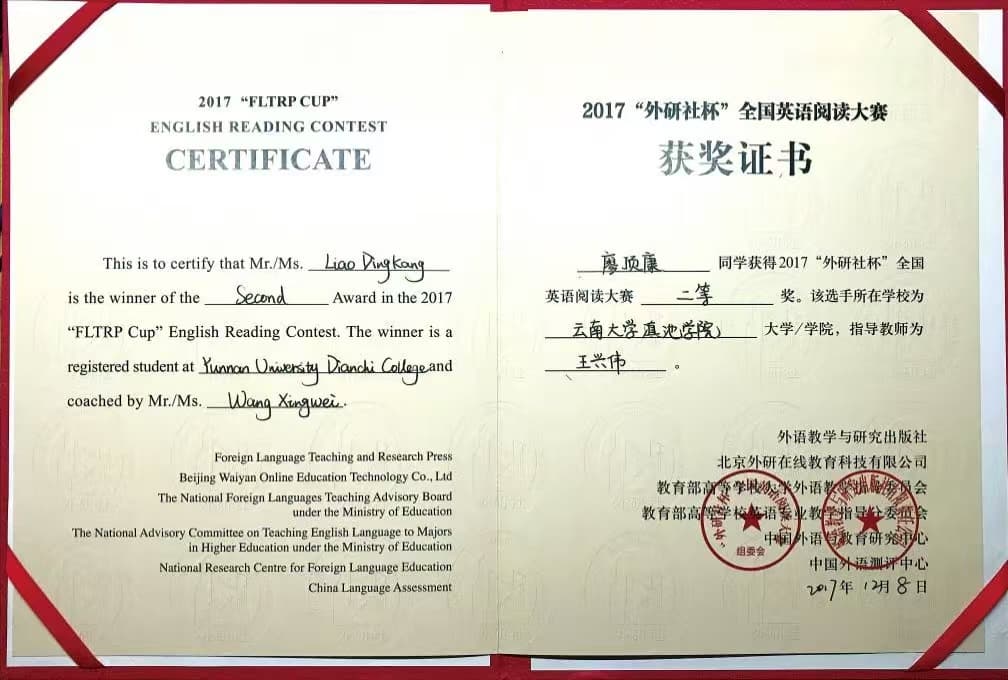 2017 “FLTRP CUP”
ENGLISH READING CONTEST
CERTIFICATE
This is to certify that Mr./Ms. Liao Dingkang
is the winner of the Second Award in the 2017
“FLTRP Cup” English Reading Contest. The winner is a
registered student at Yunnan University Dianchi College and
coached by Mr./Ms. Wang Xingwei.
Foreign Language Teaching and Research Press
Beijing Waiyan Online Education Technology Co., Ltd
The National Foreign Languages Teaching Advisory Board
under the Ministry of Education
The National Advisory Committee on Teaching English Language to Majors
in Higher Education under the Ministry of Education
National Research Centre for Foreign Language Education
China Language Assessment
2017“外研社杯”全国英语阅读大赛
获奖证书
廖顶康 同学获得2017“外研社杯”全国
英语阅读大赛 二等 奖。该选手所在学校为
云南大学滇池学院 大学/学院，指导教师为
王兴伟。
外语教学与研究出版社
北京外研在线教育科技有限公司
教育部高等学校大学外语教学指导委员会
教育部高等学校英语专业教学指导分委员会
中国外语与教育研究中心
中国外语测评中心
2017年12月8日
组委会